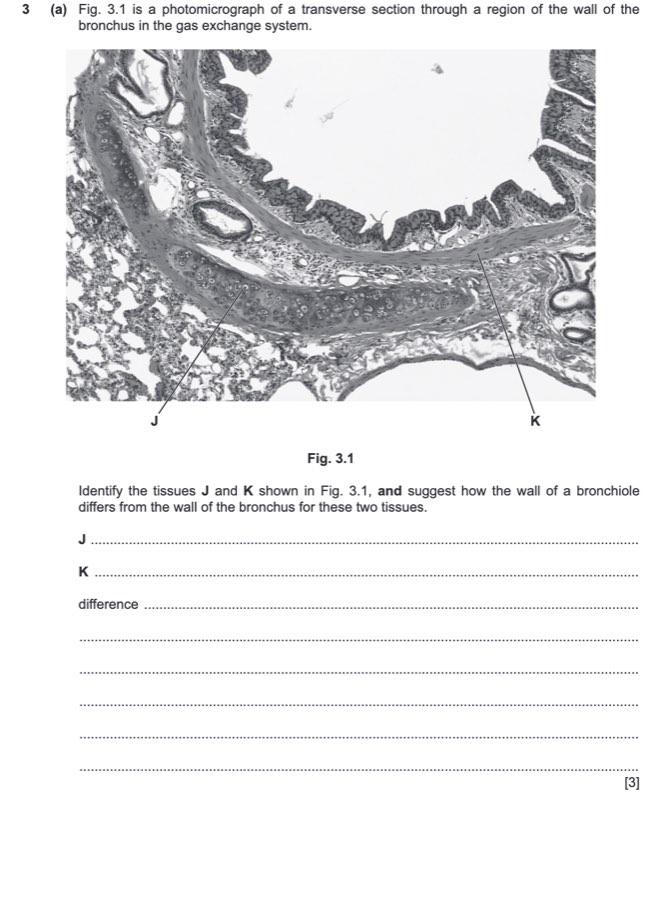 3 (a) Fig. 3.1 is a photomicrograph of a transverse section through a region of the wall of the
bronchus in the gas exchange system.
J
K
Fig. 3.1
Identify the tissues J and K shown in Fig. 3.1, and suggest how the wall of a bronchiole
differs from the wall of the bronchus for these two tissues.
J ..........
K ..........
difference ..........
[3]